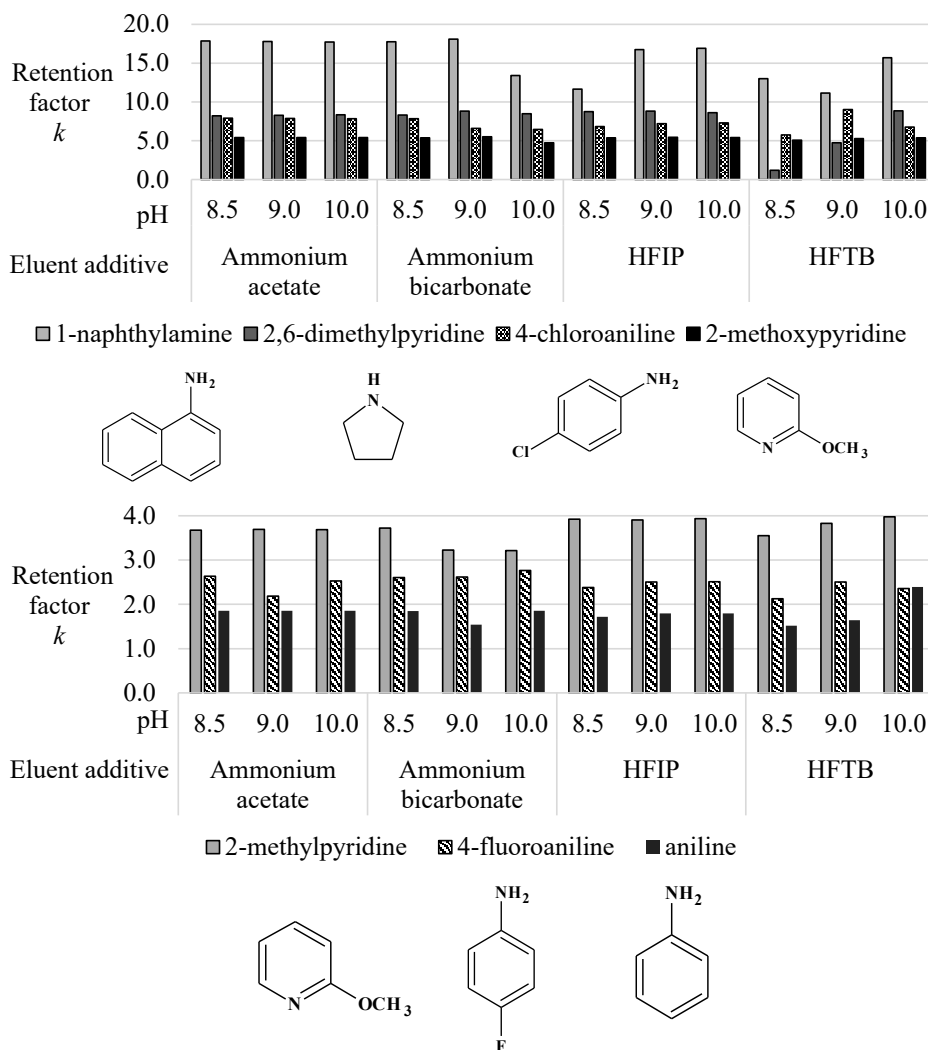 20.0
15.0
10.0
5.0
0.0
Retention
factor
k
pH
8.5 9.0 10.0 8.5 9.0 10.0 8.5 9.0 10.0 8.5 9.0 10.0
Eluent additive
Ammonium
acetate
Ammonium
bicarbonate
HFIP
HFTB
1-naphthylamine 2,6-dimethylpyridine 4-chloroaniline 2-methoxypyridine
NH2
H
N
NH2
Cl
N
OCH3
4.0
3.0
2.0
1.0
0.0
Retention
factor
k
pH
8.5 9.0 10.0 8.5 9.0 10.0 8.5 9.0 10.0 8.5 9.0 10.0
Eluent additive
Ammonium
acetate
Ammonium
bicarbonate
HFIP
HFTB
2-methylpyridine 4-fluoroaniline aniline
N
OCH3
NH2
F
NH2